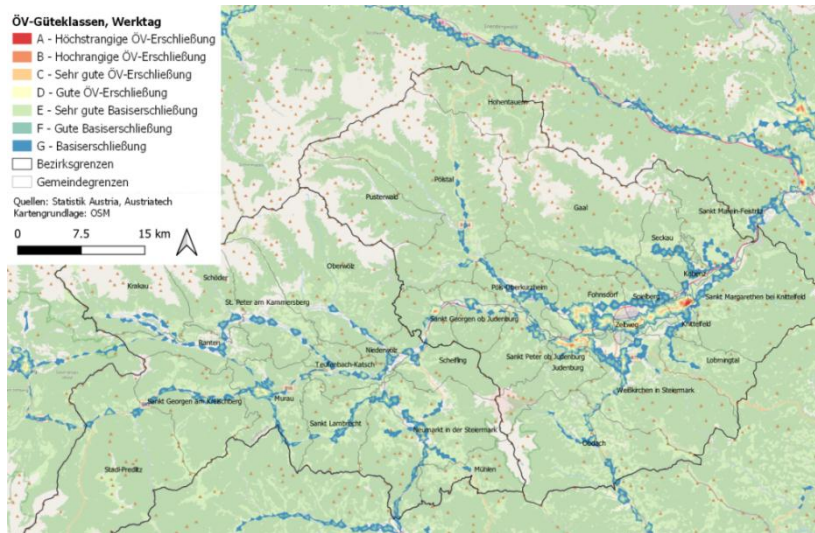 ÖV-Güteklassen, Werktag
A - Höchstrangige ÖV-Erschließung
B - Hochrangige ÖV-Erschließung
C - Sehr gute ÖV-Erschließung
D - Gute ÖV-Erschließung
E - Sehr gute Basiserschließung
F - Gute Basiserschließung
G - Basiserschließung
Bezirksgrenzen
Gemeindegrenzen
Quellen: Statistik Austria, Austriatech
Kartengrundlage: OSM
0 7.5 15 km
Hohentauern
Pölstal
Pusterwald
Gaal
Sankt Marein-Feistritz
Seckau
Kobenz
Oberwölz
Pöls-Oberkurzheim
Fohnsdorf
Spielberg
Sankt Margarethen bei Knittelfeld
Schöder
Krakau
St. Peter am Kammersberg
Sankt Georgen ob Judenburg
Zeltweg
Knittelfeld
Ranten
Niederwölz
Scheifling
Sankt Peter ob Judenburg
Judenburg
Lobmingtal
Teufenbach-Katsch
Weißkirchen in Steiermark
Sankt Georgen am Kreischberg
Murau
Sankt Lambrecht
Neumarkt in der Steiermark
Obdach
Stadl-Predlitz
Mühlen